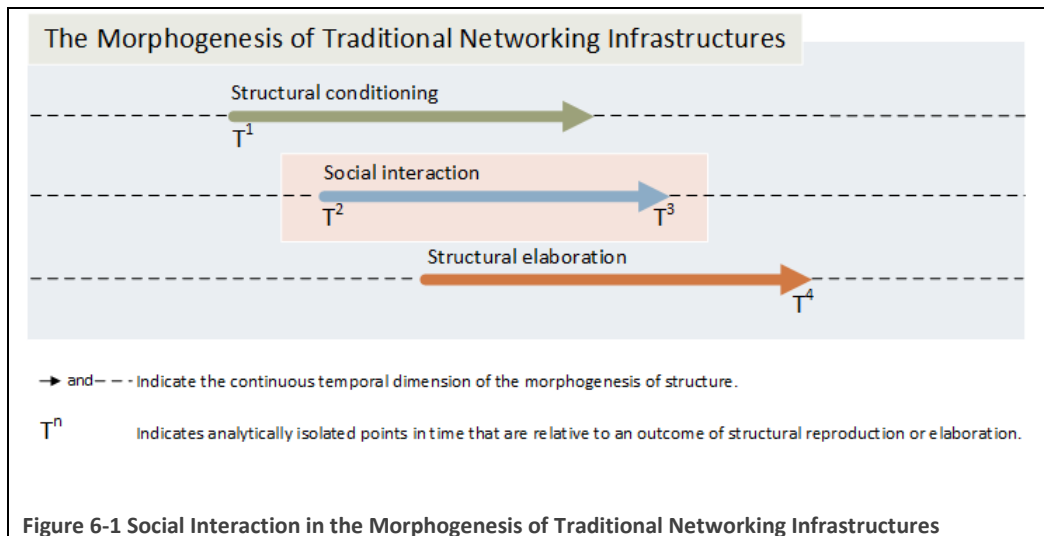 The Morphogenesis of Traditional Networking Infrastructures
Structural conditioning
T1
Social interaction
T2 T3
Structural elaboration
T4
and Indicate the continuous temporal dimension of the morphogenesis of structure.
Tn Indicates analytically isolated points in time that are relative to an outcome of structural reproduction or elaboration.
Figure 6-1 Social Interaction in the Morphogenesis of Traditional Networking Infrastructures